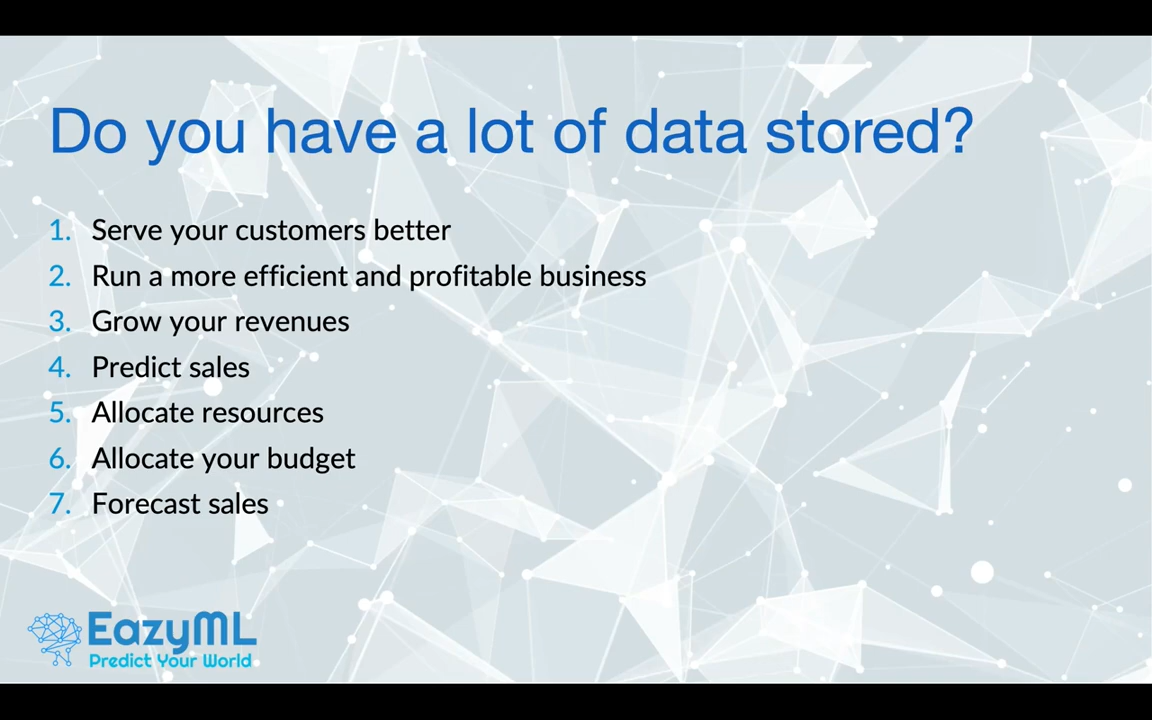 Do you have a lot of data stored?
1. Serve your customers better
2. Run a more efficient and profitable business
3. Grow your revenues
4. Predict sales
5. Allocate resources
6. Allocate your budget
7. Forecast sales
EazyML
Predict Your World